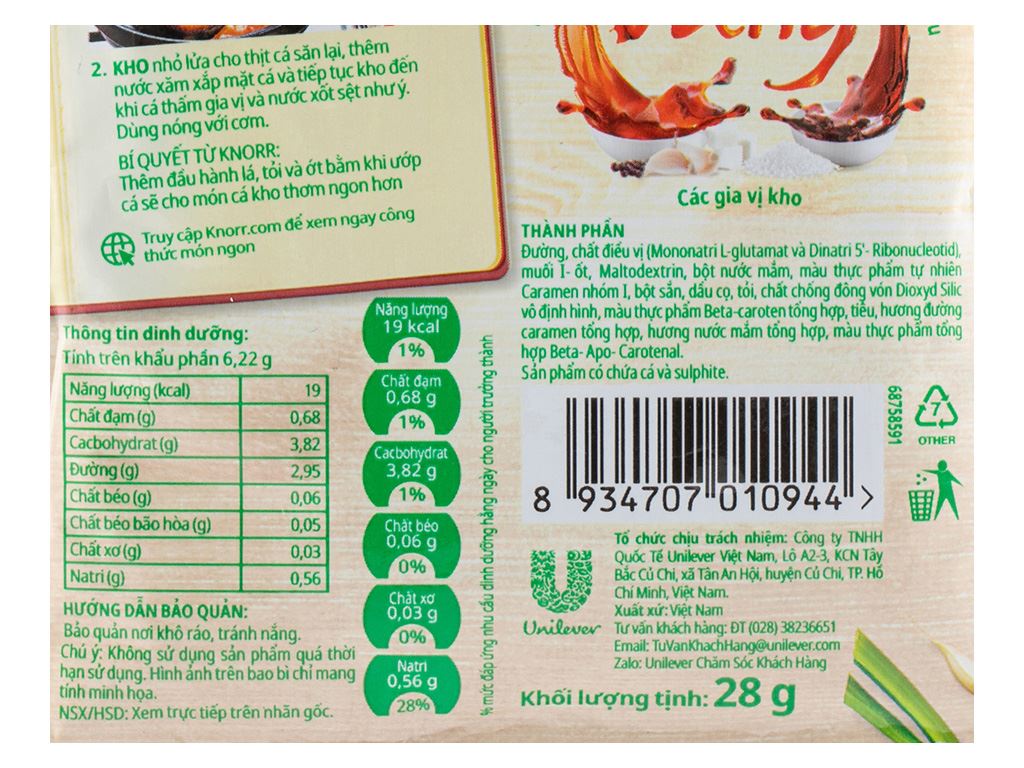 2. KHO nhỏ lửa cho thịt cá săn lại, thêm
nước xăm xắp mặt cá và tiếp tục kho đến
khi cá thấm gia vị và nước xốt sệt như ý.
Dùng nóng với cơm.
BÍ QUYẾT TỪ KNORR:
Thêm đầu hành lá, tỏi và ớt bằm khi ướp
cá sẽ cho món cá kho thơm ngon hơn
Truy cập Knorr.com để xem ngay công
thức món ngon
Thông tin dinh dưỡng:
Tính trên khẩu phần 6,22 g
Năng lượng (kcal) 19
Chất đạm (g) 0,68
Cacbohydrat (g) 3,82
Đường (g) 2,95
Chất béo (g) 0,06
Chất béo bão hòa (g) 0,05
Chất xơ (g) 0,03
Natri (g) 0,56
HƯỚNG DẪN BẢO QUẢN:
Bảo quản nơi khô ráo, tránh nắng.
Chú ý: Không sử dụng sản phẩm quá thời
hạn sử dụng. Hình ảnh trên bao bì chỉ mang
tính minh họa.
NSX/HSD: Xem trực tiếp trên nhãn gốc.
Năng lượng
19 kcal
1%
Chất đạm
0,68 g
1%
Cacbohydrat
3,82 g
1%
Chất béo
0,06 g
0%
Chất xơ
0,03 g
0%
Natri
0,56 g
28%
% mức đáp ứng nhu cầu dinh dưỡng hàng ngày cho người trưởng thành
Các gia vị kho
THÀNH PHẦN
Đường, chất điều vị (Mononatri L-glutamat và Dinatri 5'- Ribonucleotid),
muối I- ốt, Maltodextrin, bột nước mắm, màu thực phẩm tự nhiên
Caramen nhóm I, bột sắn, dầu cọ, tỏi, chất chống đông vón Dioxyd Silic
vô định hình, màu thực phẩm Beta-caroten tổng hợp, tiêu, hương đường
caramen tổng hợp, hương nước mắm tổng hợp, màu thực phẩm tổng
hợp Beta- Apo- Carotenal.
Sản phẩm có chứa cá và sulphite.
8 934707 010944 >
68758591
7
OTHER
Unilever
Tổ chức chịu trách nhiệm: Công ty TNHH
Quốc Tế Unilever Việt Nam, Lô A2-3, KCN Tây
Bắc Củ Chi, xã Tân An Hội, huyện Củ Chi, TP. Hồ
Chí Minh, Việt Nam.
Xuất xứ: Việt Nam
Tư vấn khách hàng: ĐT (028) 38236651
Email: TuVanKhachHang@unilever.com
Zalo: Unilever Chăm Sóc Khách Hàng
Khối lượng tịnh: 28 g